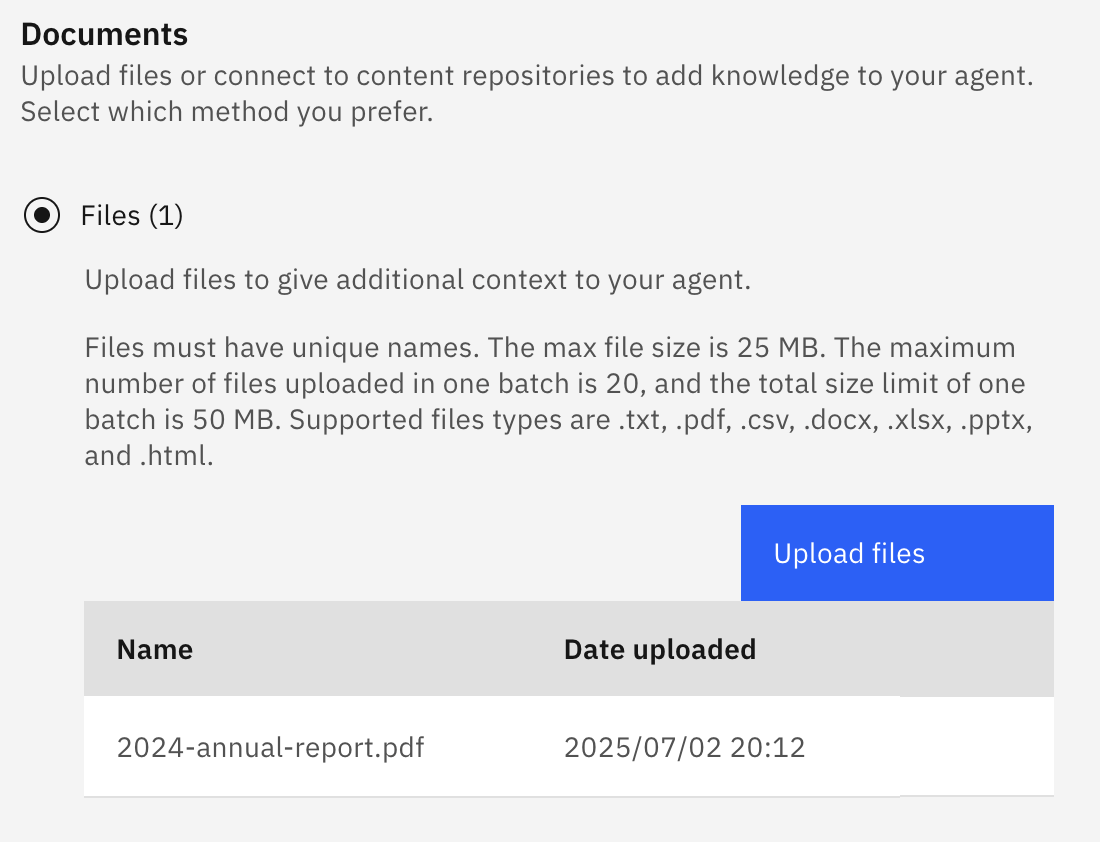 Documents
Upload files or connect to content repositories to add knowledge to your agent.
Select which method you prefer.
Files (1)
Upload files to give additional context to your agent.
Files must have unique names. The max file size is 25 MB. The maximum
number of files uploaded in one batch is 20, and the total size limit of one
batch is 50 MB. Supported files types are .txt, .pdf, .csv, .docx, .xlsx, .pptx,
and .html.
Upload files
Name Date uploaded
2024-annual-report.pdf 2025/07/02 20:12